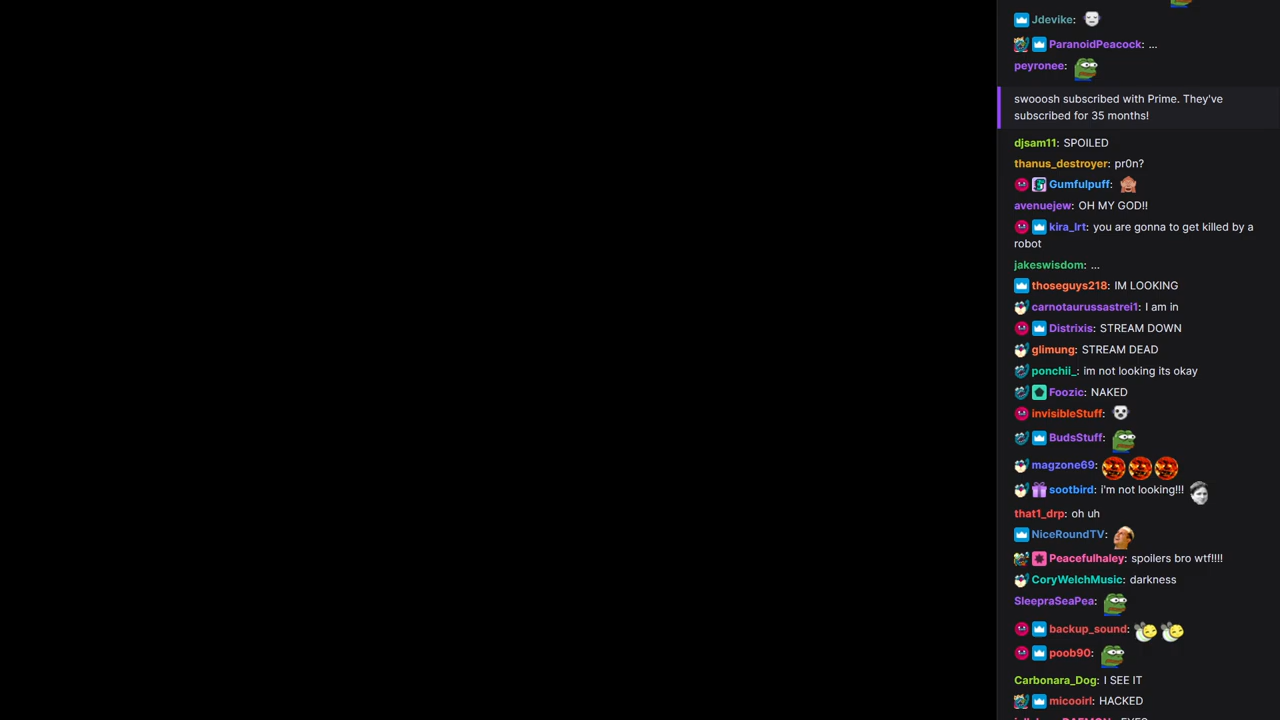 Jdevike:
ParanoidPeacock: ...
peyronee:
swooosh subscribed with Prime. They've
subscribed for 35 months!
djsam11: SPOILED
thanus_destroyer: pr0n?
Gumfulpuff:
avenuejew: OH MY GOD!!
kira_lrt: you are gonna to get killed by a
robot
jakeswisdom: ...
thoseguys218: IM LOOKING
carnotaurussastrei1: I am in
Distrixis: STREAM DOWN
glimung: STREAM DEAD
ponchii_: im not looking its okay
Foozic: NAKED
invisibleStuff:
BudsStuff:
magzone69:
sootbird: i'm not looking!!!
that1_drp: oh uh
NiceRoundTV:
Peacefulhaley: spoilers bro wtf!!!!
CoryWelchMusic: darkness
SleepraSeaPea:
backup_sound:
poob90:
Carbonara_Dog: I SEE IT
micooirl: HACKED